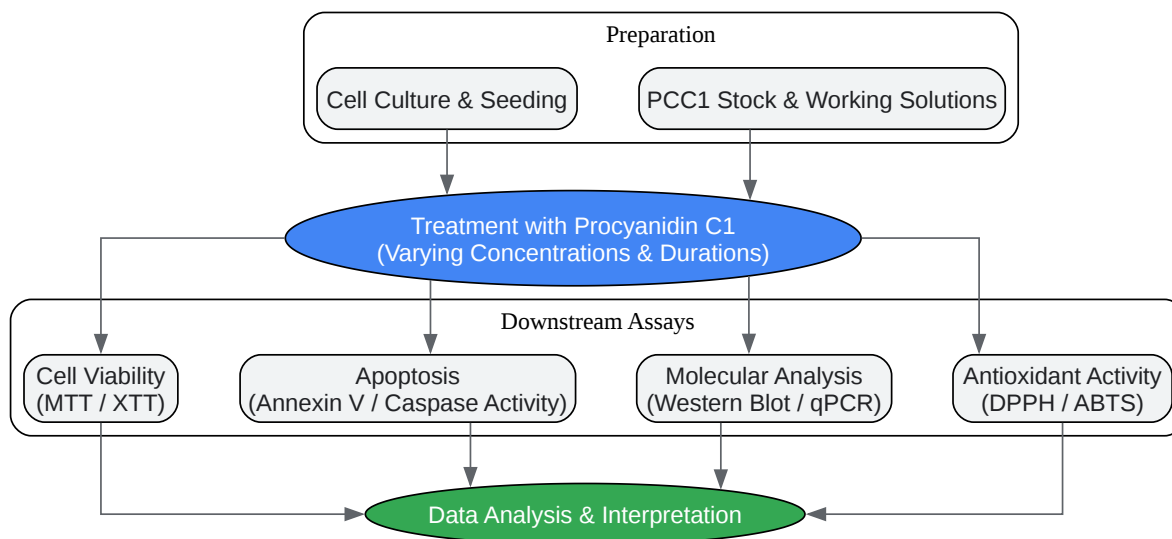 Preparation
Cell Culture & Seeding
PCC1 Stock & Working Solutions
Treatment with Procyanidin C1
(Varying Concentrations & Durations)
Downstream Assays
Cell Viability
(MTT / XTT)
Apoptosis
(Annexin V / Caspase Activity)
Molecular Analysis
(Western Blot / qPCR)
Antioxidant Activity
(DPPH / ABTS)
Data Analysis & Interpretation